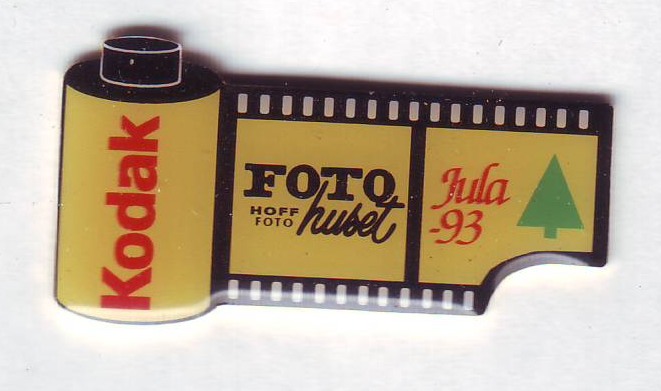 Kodak
FOTO
huset
HOFF
FOTO
Jula
-93